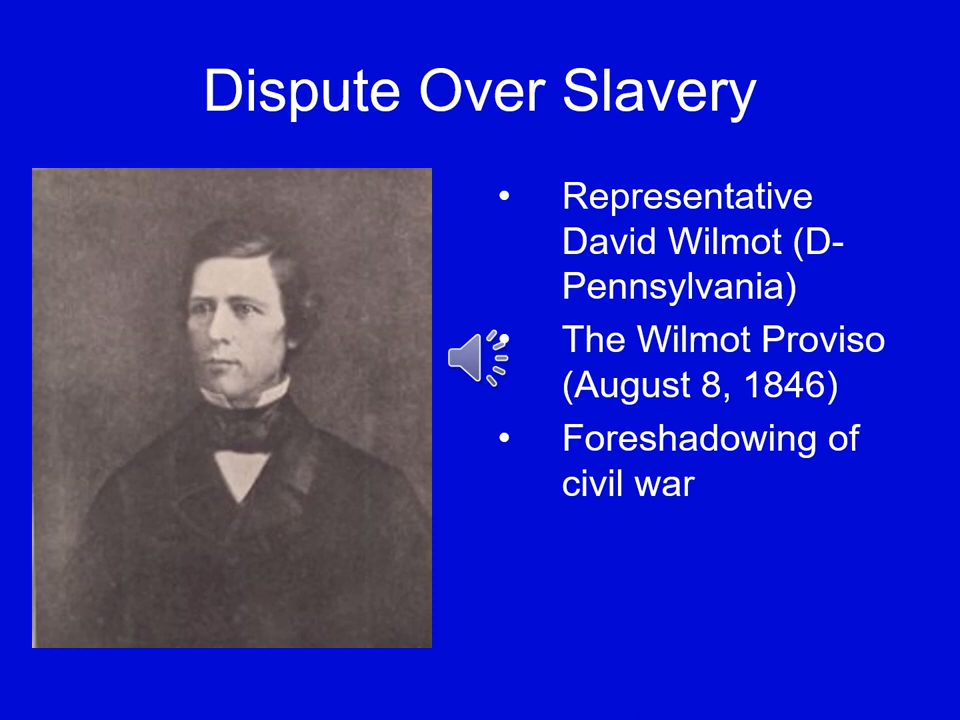 Dispute Over Slavery
• Representative
David Wilmot (D-
Pennsylvania)
• The Wilmot Proviso
(August 8, 1846)
• Foreshadowing of
civil war